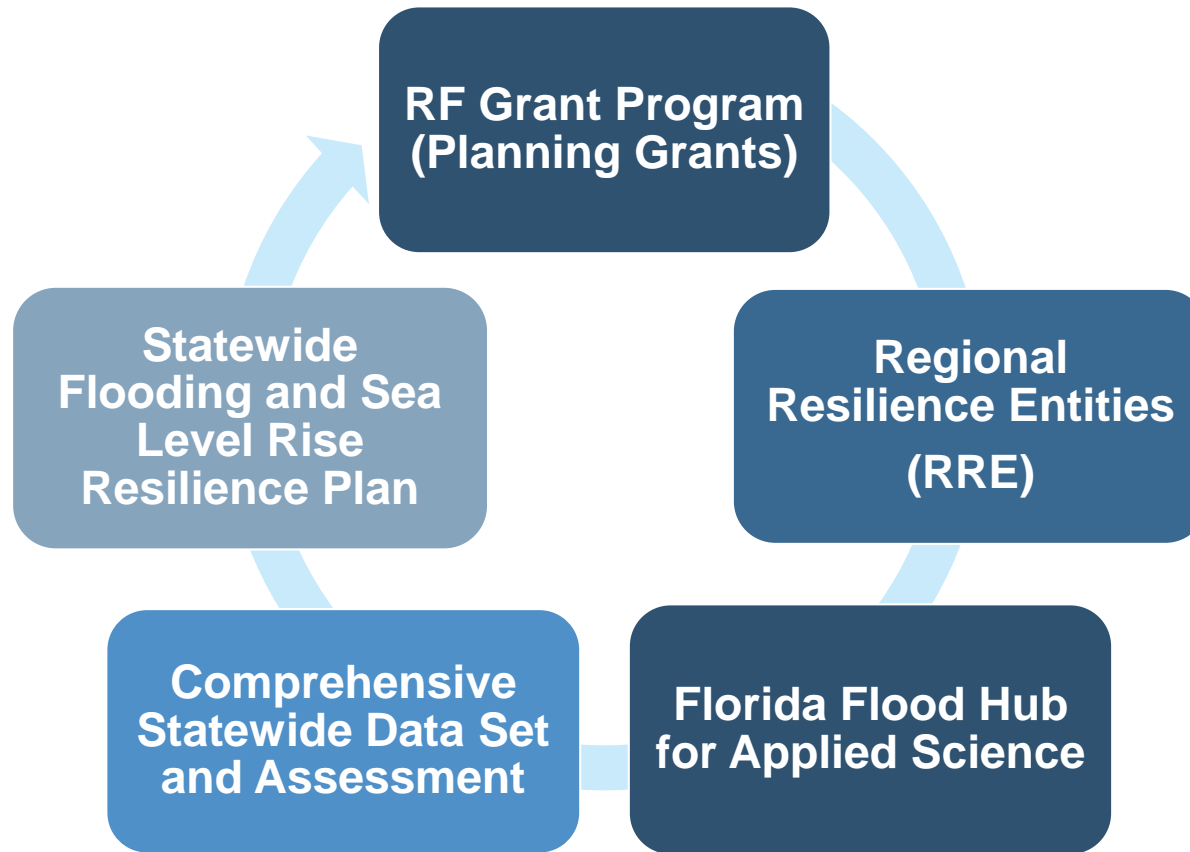 RF Grant Program
(Planning Grants)
Regional
Resilience Entities
(RRE)
Florida Flood Hub
for Applied Science
Comprehensive
Statewide Data Set
and Assessment
Statewide
Flooding and Sea
Level Rise
Resilience Plan